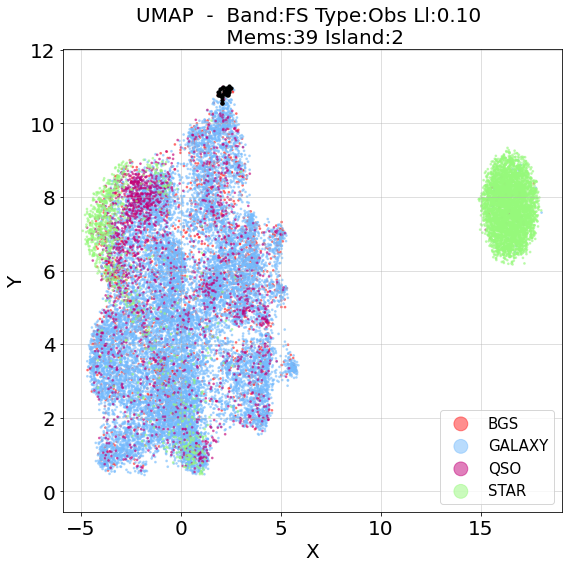 UMAP - Band:FS Type:Obs Ll:0.10
Mems:39 Island:2
12
10
8
6
4
2
0
Y
−5
0
5
10
15
X
BGS
GALAXY
QSO
STAR